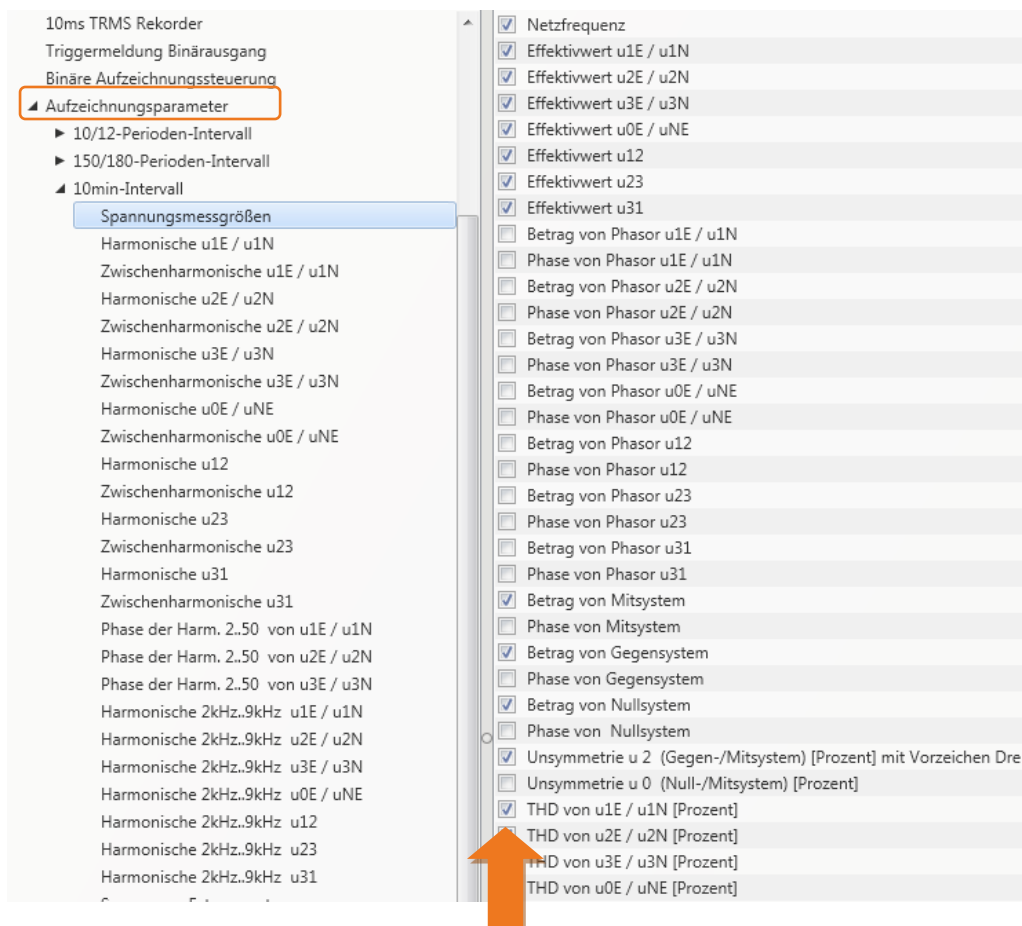 10ms TRMS Rekorder
Triggermeldung Binärausgang
Binäre Aufzeichnungssteuerung
Aufzeichnungsparameter
10/12-Perioden-Intervall
150/180-Perioden-Intervall
10min-Intervall
Spannungsmessgrößen
Harmonische u1E / u1N
Zwischenharmonische u1E / u1N
Harmonische u2E / u2N
Zwischenharmonische u2E / u2N
Harmonische u3E / u3N
Zwischenharmonische u3E / u3N
Harmonische u0E / uNE
Zwischenharmonische u0E / uNE
Harmonische u12
Zwischenharmonische u12
Harmonische u23
Zwischenharmonische u23
Harmonische u31
Zwischenharmonische u31
Phase der Harm. 2..50 von u1E / u1N
Phase der Harm. 2..50 von u2E / u2N
Phase der Harm. 2..50 von u3E / u3N
Harmonische 2kHz..9kHz u1E / u1N
Harmonische 2kHz..9kHz u2E / u2N
Harmonische 2kHz..9kHz u3E / u3N
Harmonische 2kHz..9kHz u0E / uNE
Harmonische 2kHz..9kHz u12
Harmonische 2kHz..9kHz u23
Harmonische 2kHz..9kHz u31
Netzfrequenz
Effektivwert u1E / u1N
Effektivwert u2E / u2N
Effektivwert u3E / u3N
Effektivwert u0E / uNE
Effektivwert u12
Effektivwert u23
Effektivwert u31
Betrag von Phasor u1E / u1N
Phase von Phasor u1E / u1N
Betrag von Phasor u2E / u2N
Phase von Phasor u2E / u2N
Betrag von Phasor u3E / u3N
Phase von Phasor u3E / u3N
Betrag von Phasor u0E / uNE
Phase von Phasor u0E / uNE
Betrag von Phasor u12
Phase von Phasor u12
Betrag von Phasor u23
Phase von Phasor u23
Betrag von Phasor u31
Phase von Phasor u31
Betrag von Mitsystem
Phase von Mitsystem
Betrag von Gegensystem
Phase von Gegensystem
Betrag von Nullsystem
Phase von Nullsystem
Unsymmetrie u 2 (Gegen-/Mitsystem) [Prozent] mit Vorzeichen Dre
Unsymmetrie u 0 (Null-/Mitsystem) [Prozent]
THD von u1E / u1N [Prozent]
THD von u2E / u2N [Prozent]
THD von u3E / u3N [Prozent]
THD von u0E / uNE [Prozent]